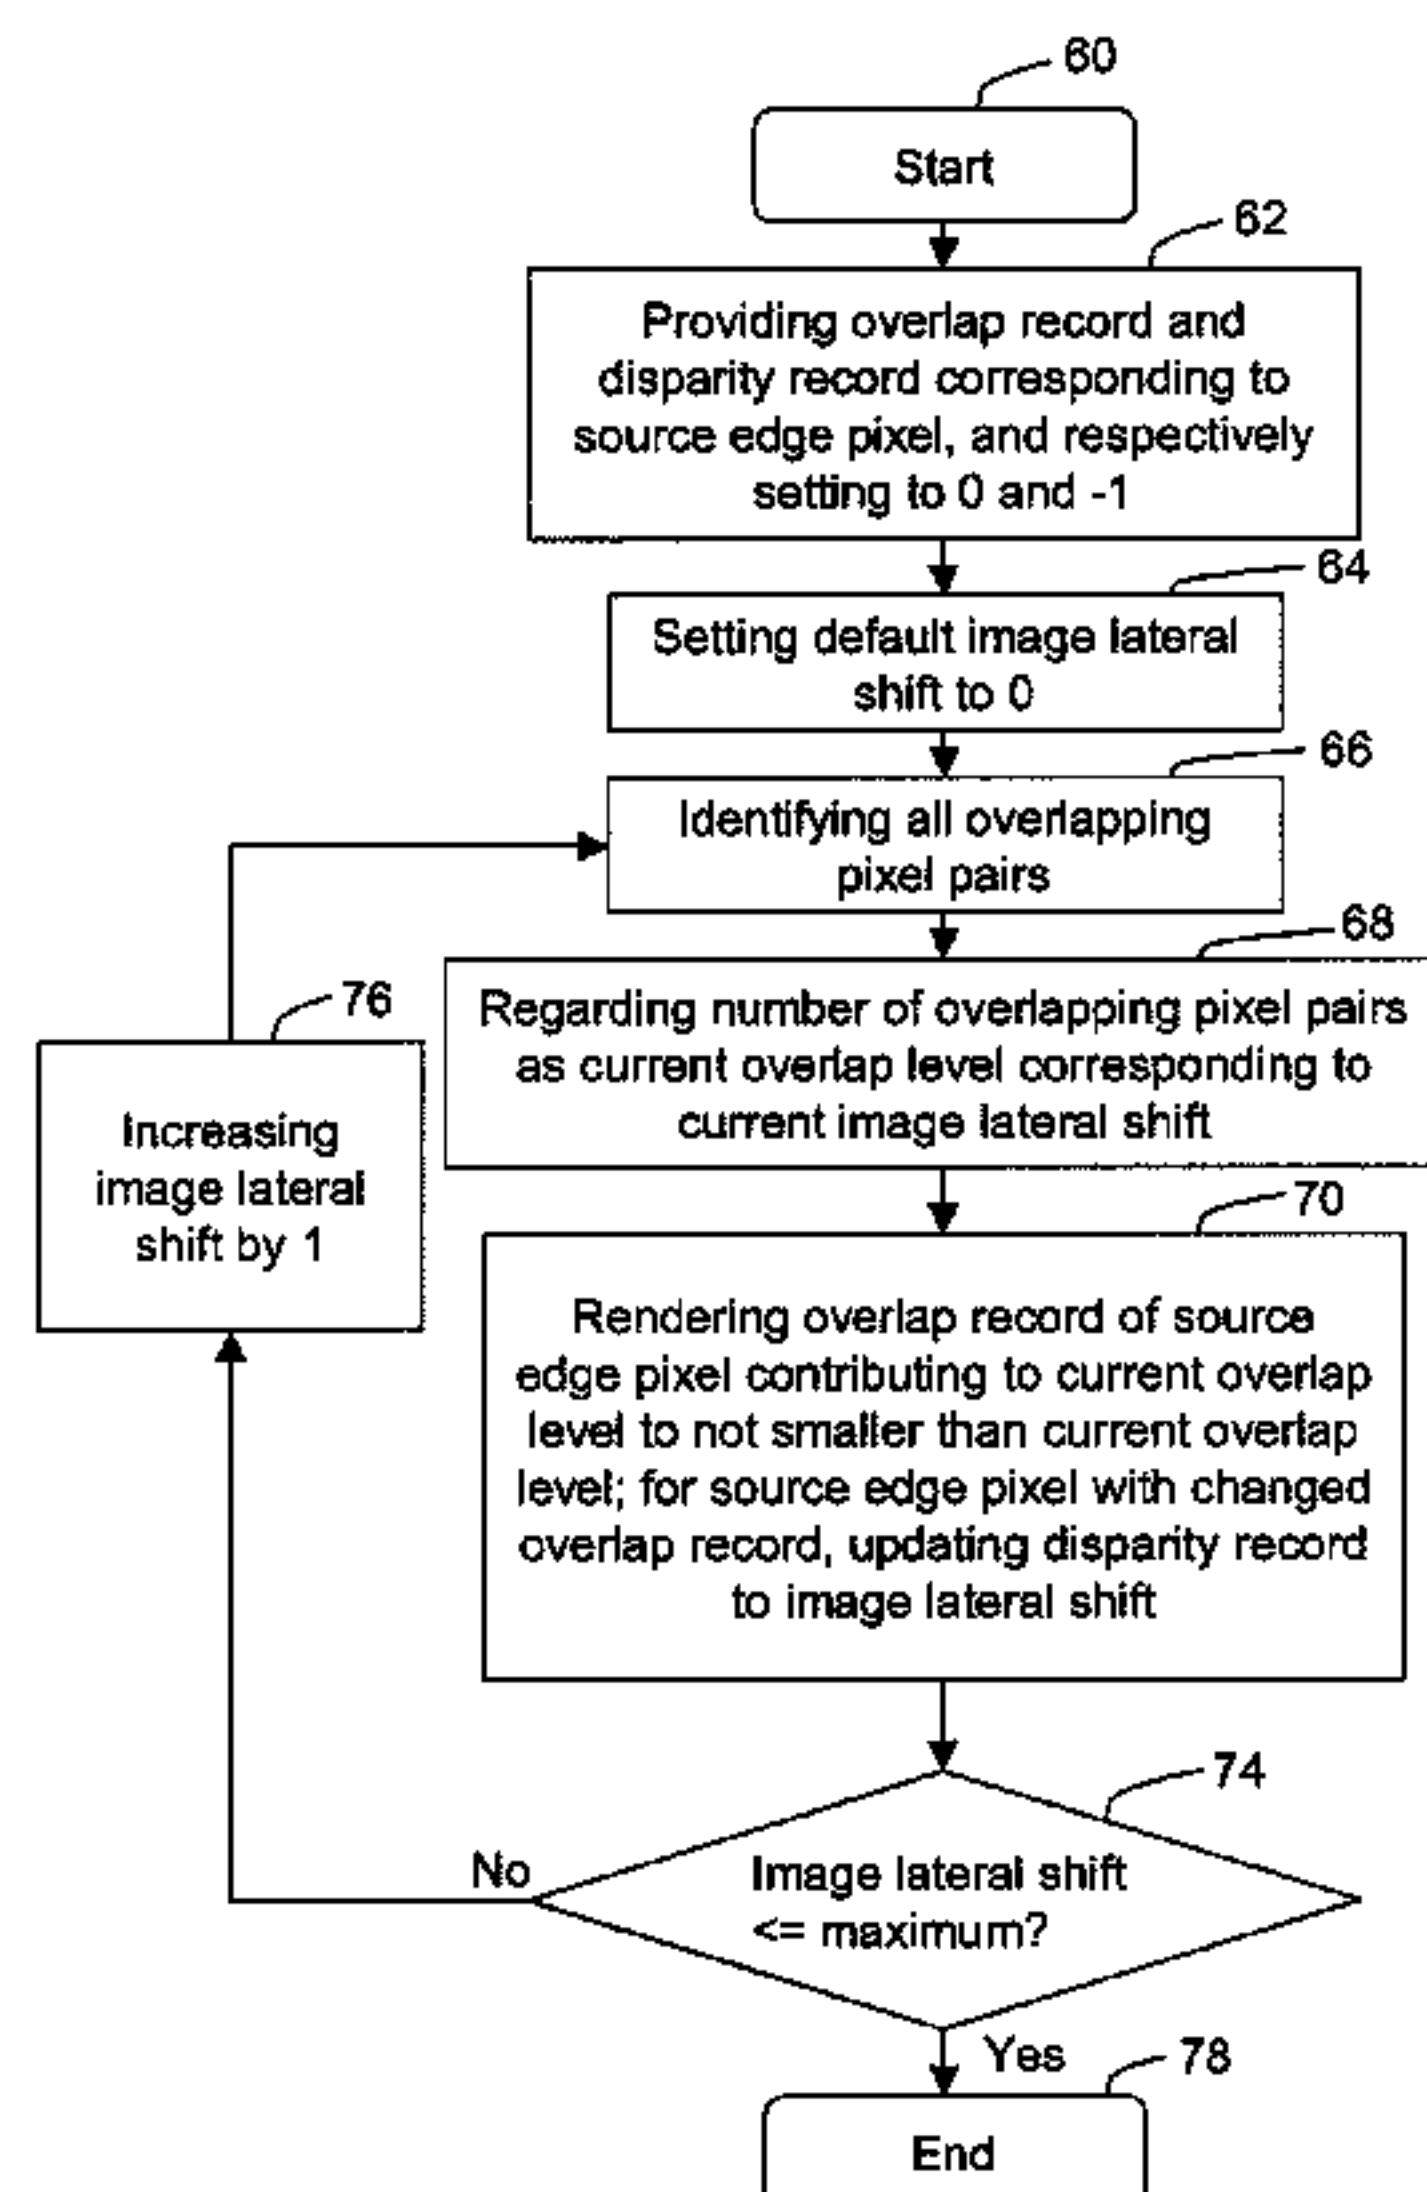 60
Start
62
Providing overlap record and
disparity record corresponding to
source edge pixel, and respectively
setting to 0 and -1
64
Setting default image lateral
shift to 0
66
Identifying all overlapping
pixel pairs
68
Regarding number of overlapping pixel pairs
as current overlap level corresponding to
current image lateral shift
76
Increasing
image lateral
shift by 1
70
Rendering overlap record of source
edge pixel contributing to current overlap
level to not smaller than current overlap
level; for source edge pixel with changed
overlap record, updating disparity record
to image lateral shift
74
No
Image lateral shift
<= maximum?
Yes
78
End